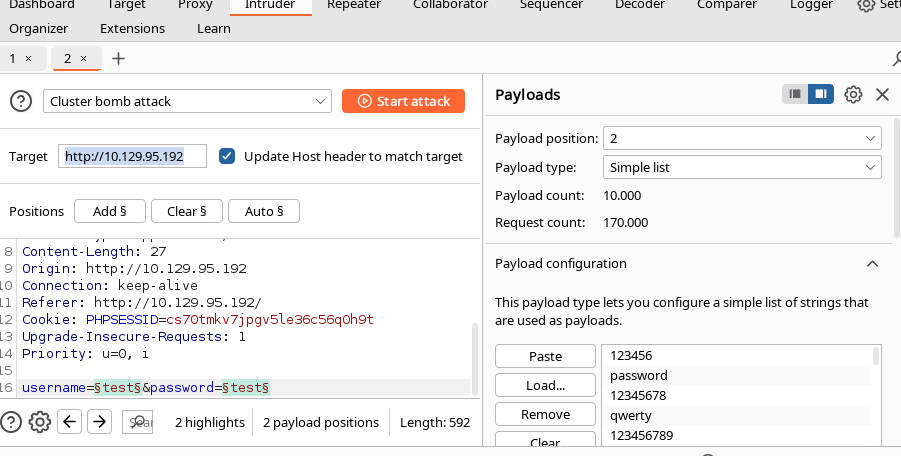 Dashboard Target Proxy Intruder Repeater Collaborator Sequencer Decoder Comparer Logger
Organizer Extensions Learn
1 × 2 × +
Cluster bomb attack Start attack
Target http://10.129.95.192 Update Host header to match target
Positions Add § Clear § Auto §
8 Content-Length: 27
9 Origin: http://10.129.95.192
10 Connection: keep-alive
11 Referer: http://10.129.95.192/
12 Cookie: PHPSESSID=cs70tmkv7jpgv5le36c56q0h9t
13 Upgrade-Insecure-Requests: 1
14 Priority: u=0, i
15
16 username=§test§&password=§test§
2 highlights 2 payload positions Length: 592
Payloads
Payload position: 2
Payload type: Simple list
Payload count: 10.000
Request count: 170.000
Payload configuration
This payload type lets you configure a simple list of strings that
are used as payloads.
Paste
Load...
Remove
Clear
123456
password
12345678
qwerty
123456789